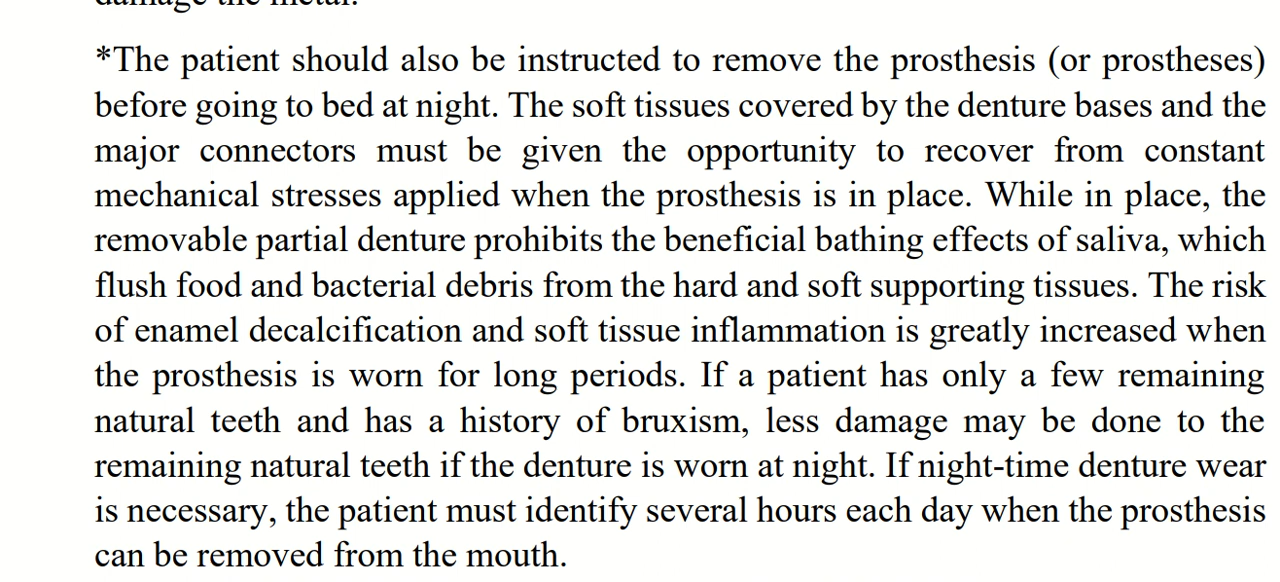 damage the metal.
*The patient should also be instructed to remove the prosthesis (or prostheses)
before going to bed at night. The soft tissues covered by the denture bases and the
major connectors must be given the opportunity to recover from constant
mechanical stresses applied when the prosthesis is in place. While in place, the
removable partial denture prohibits the beneficial bathing effects of saliva, which
flush food and bacterial debris from the hard and soft supporting tissues. The risk
of enamel decalcification and soft tissue inflammation is greatly increased when
the prosthesis is worn for long periods. If a patient has only a few remaining
natural teeth and has a history of bruxism, less damage may be done to the
remaining natural teeth if the denture is worn at night. If night-time denture wear
is necessary, the patient must identify several hours each day when the prosthesis
can be removed from the mouth.